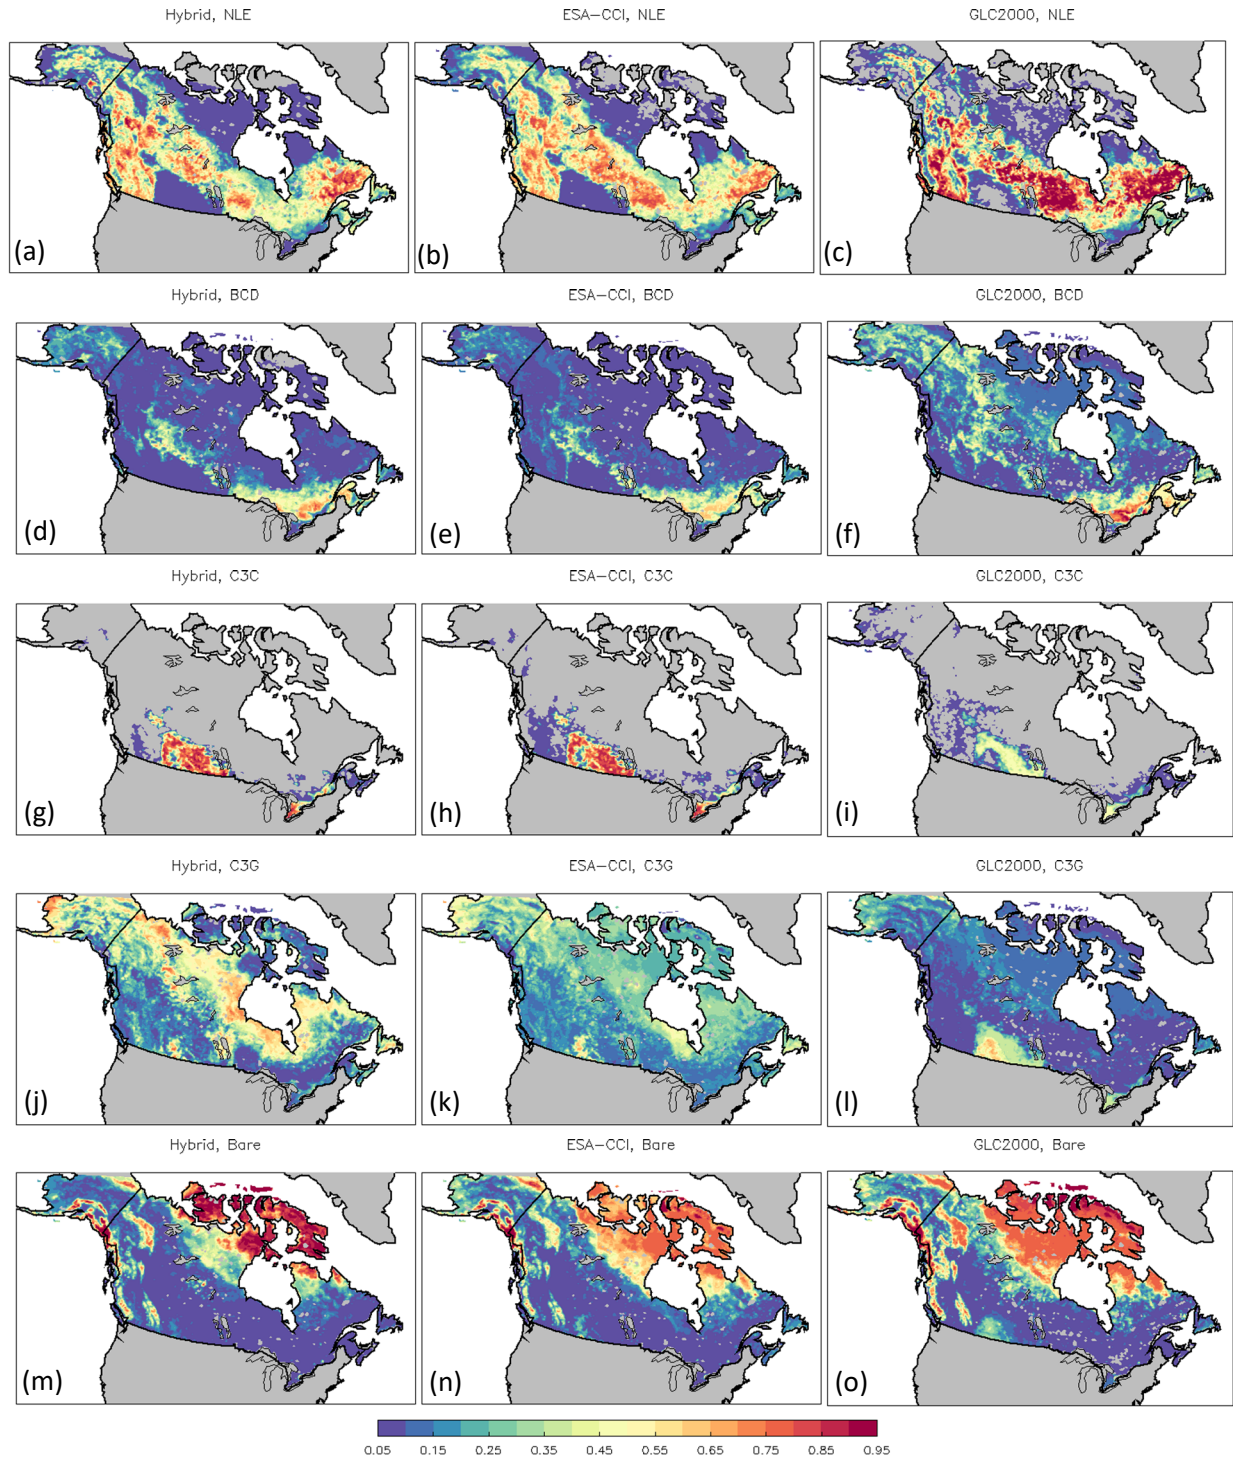 Hybrid, NLE
ESA−CCI, NLE
GLC2000, NLE
(a)
(b)
(c)
Hybrid, BCD
ESA−CCI, BCD
GLC2000, BCD
(d)
(e)
(f)
Hybrid, C3C
ESA−CCI, C3C
GLC2000, C3C
(g)
(h)
(i)
Hybrid, C3G
ESA−CCI, C3G
GLC2000, C3G
(j)
(k)
(l)
Hybrid, Bare
ESA−CCI, Bare
GLC2000, Bare
(m)
(n)
(o)
0.05 0.15 0.25 0.35 0.45 0.55 0.65 0.75 0.85 0.95